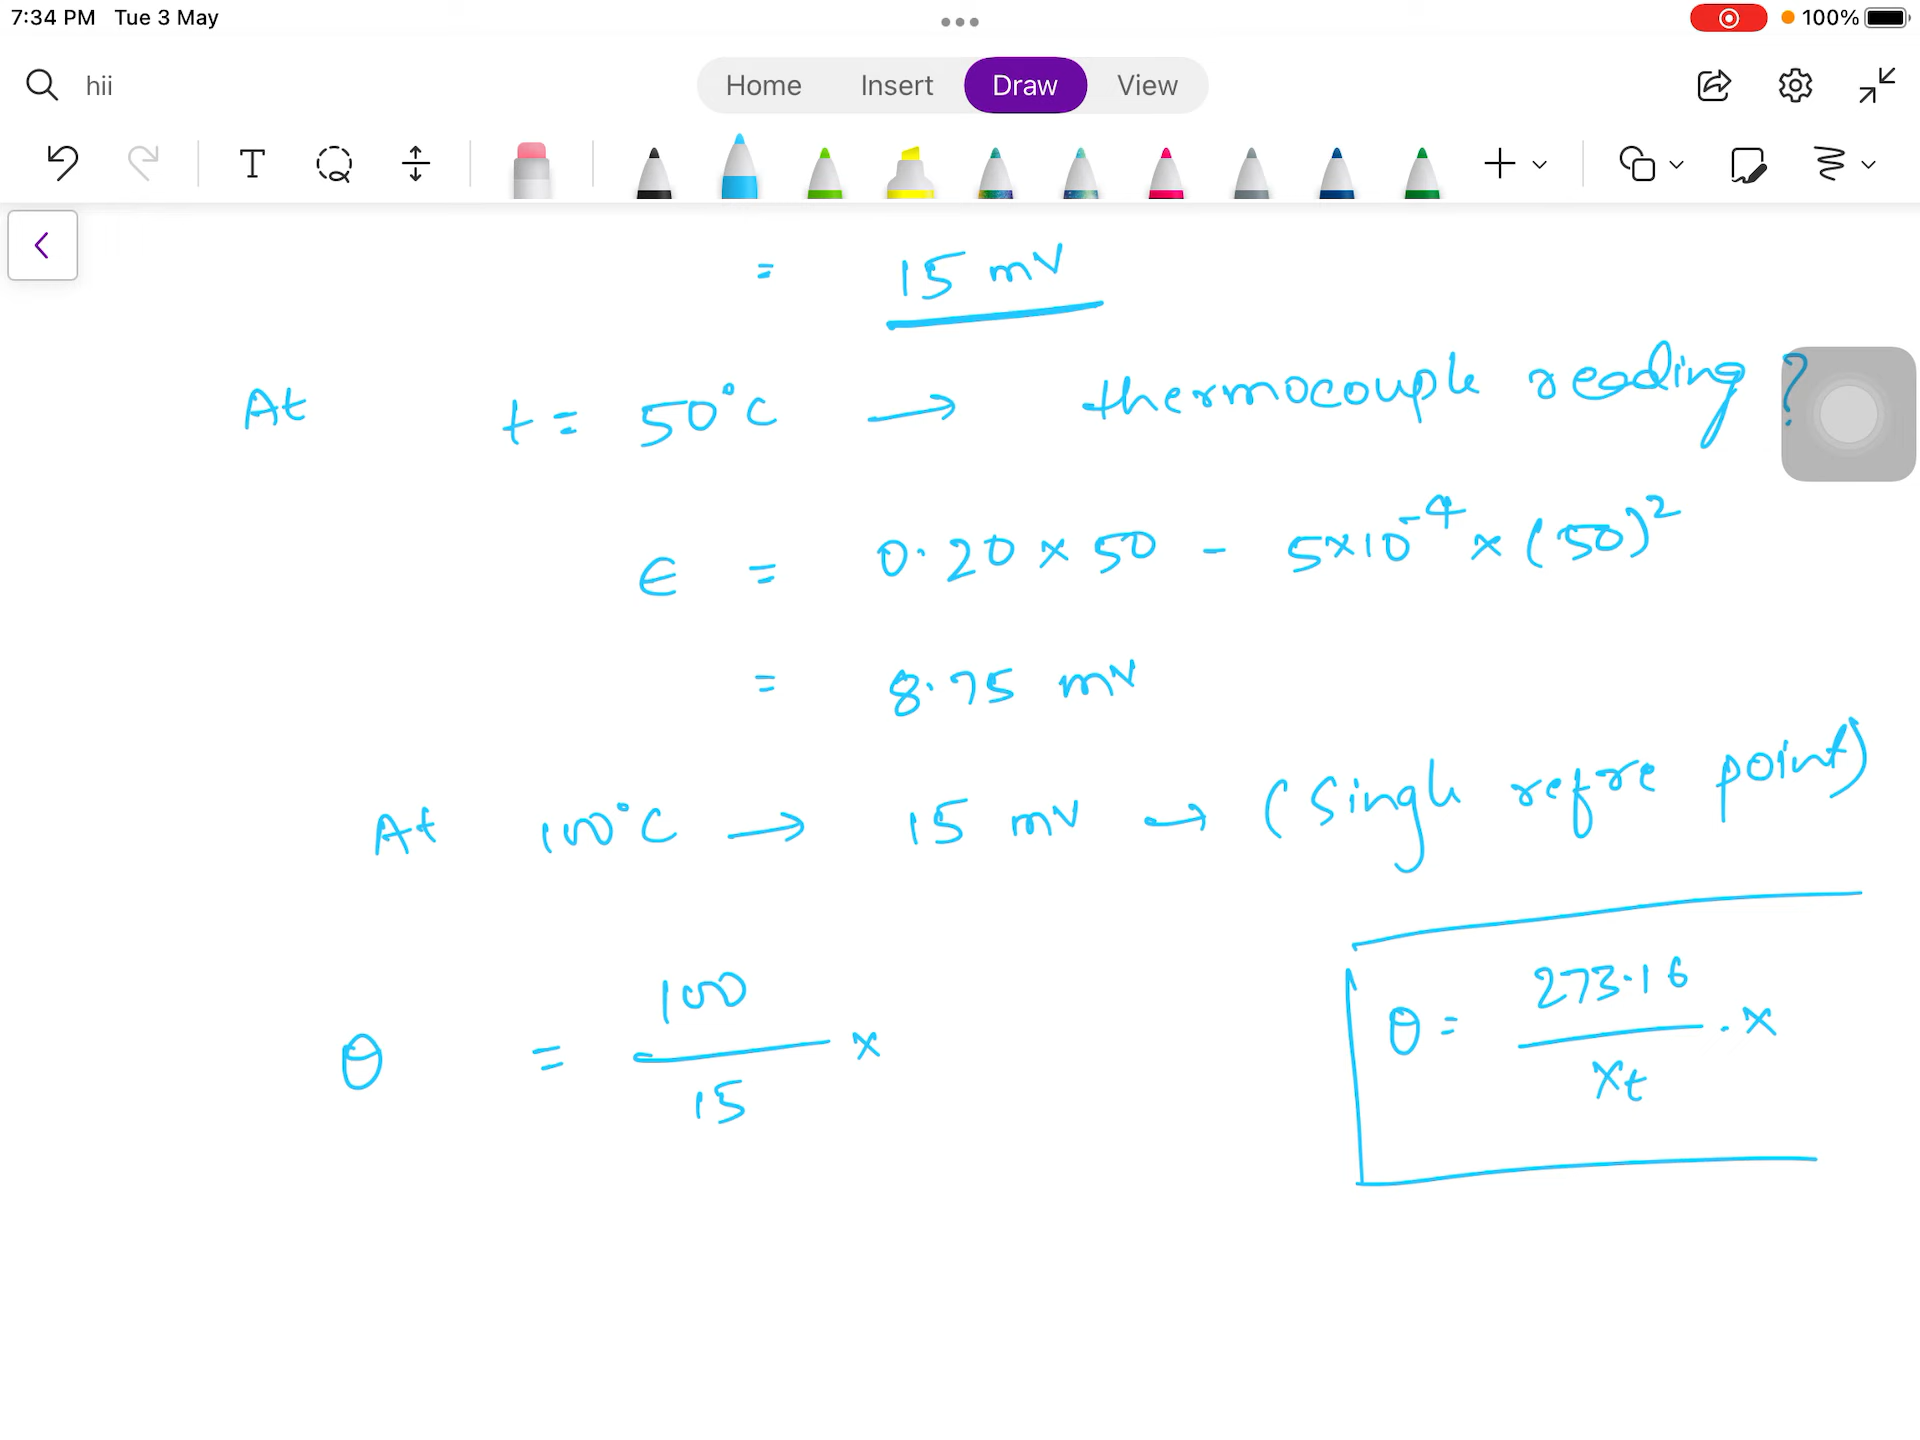 7:34 PM Tue 3 May 100%
hii Home Insert Draw View
T
= 15 mV
At t = 50°C → thermocouple reading ?
ϵ = 0.20 × 50 - 5×10⁻⁴ × (50)²
= 8.75 mV
At 100°C → 15 mV → (Single refre point)
θ = 100/15 ×
θ = 273.16/Xt . X